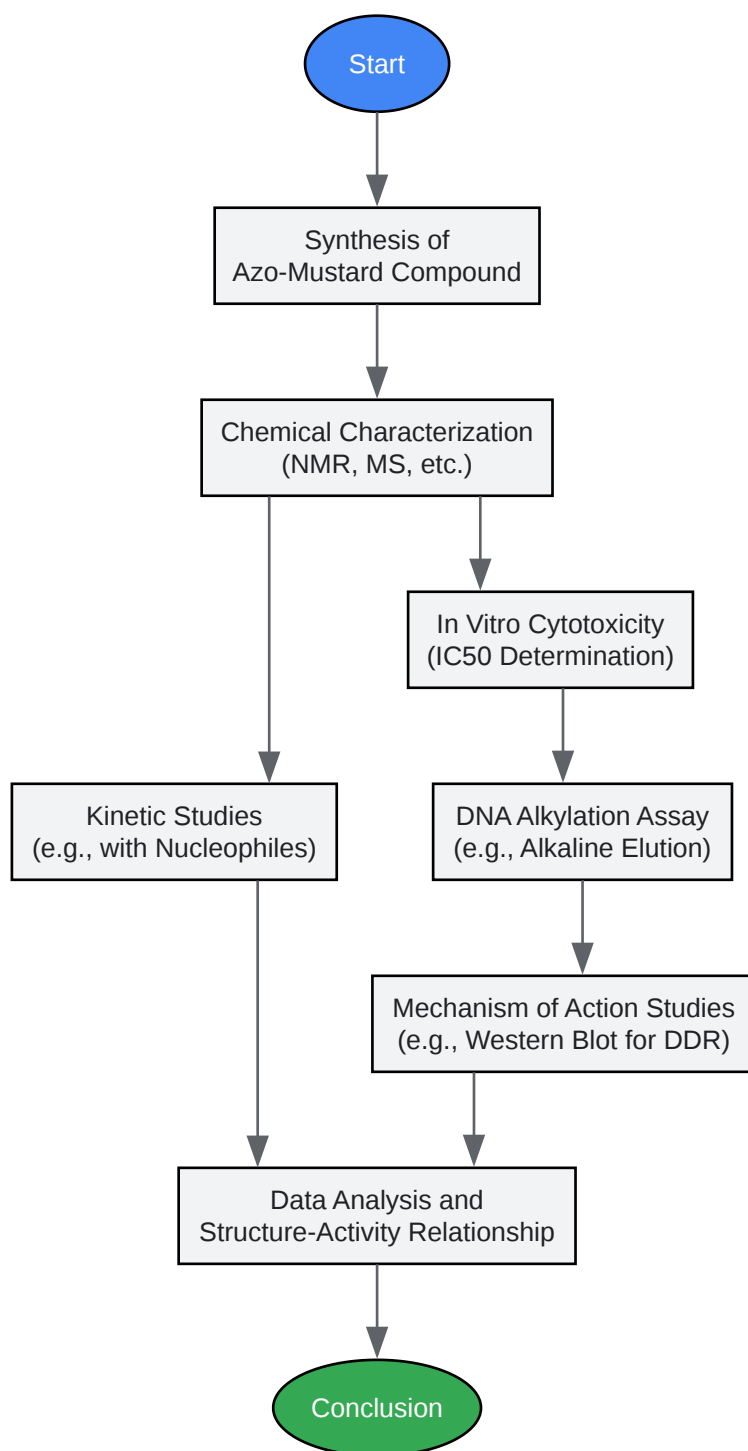 Start
Synthesis of
Azo-Mustard Compound
Chemical Characterization
(NMR, MS, etc.)
In Vitro Cytotoxicity
(IC50 Determination)
Kinetic Studies
(e.g., with Nucleophiles)
DNA Alkylation Assay
(e.g., Alkaline Elution)
Mechanism of Action Studies
(e.g., Western Blot for DDR)
Data Analysis and
Structure-Activity Relationship
Conclusion